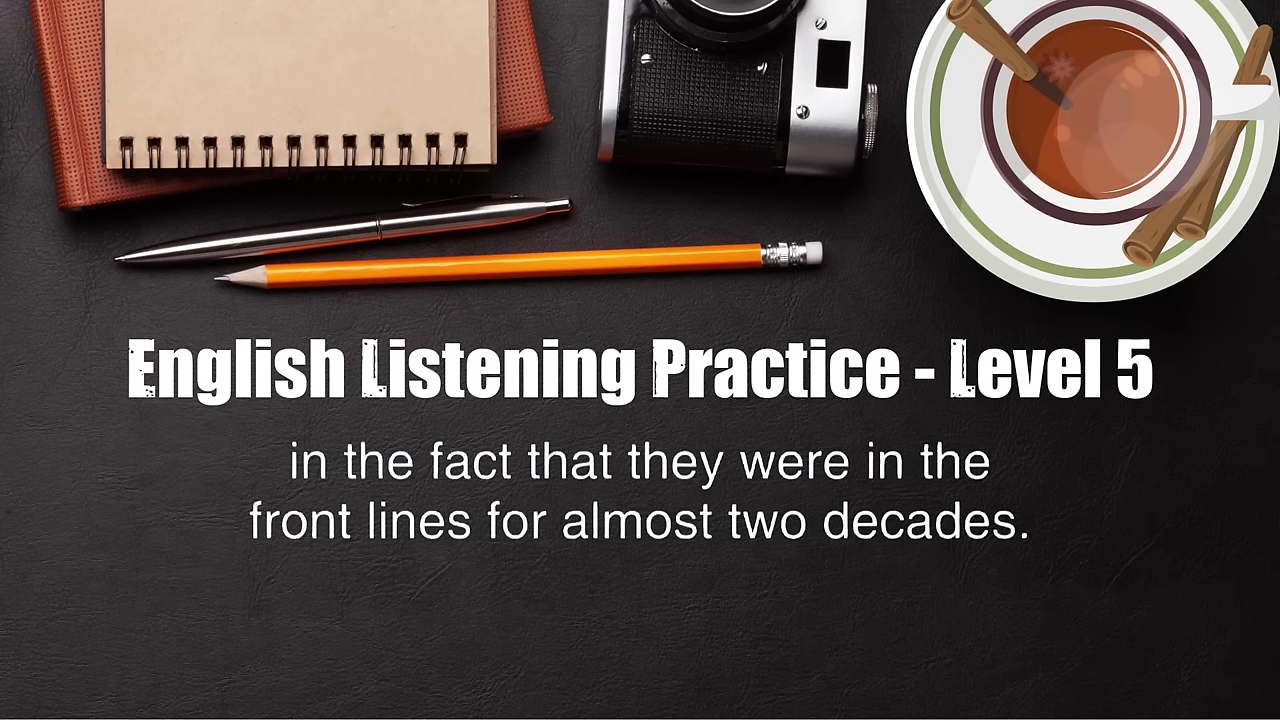 English Listening Practice - Level 5
in the fact that they were in the
front lines for almost two decades.